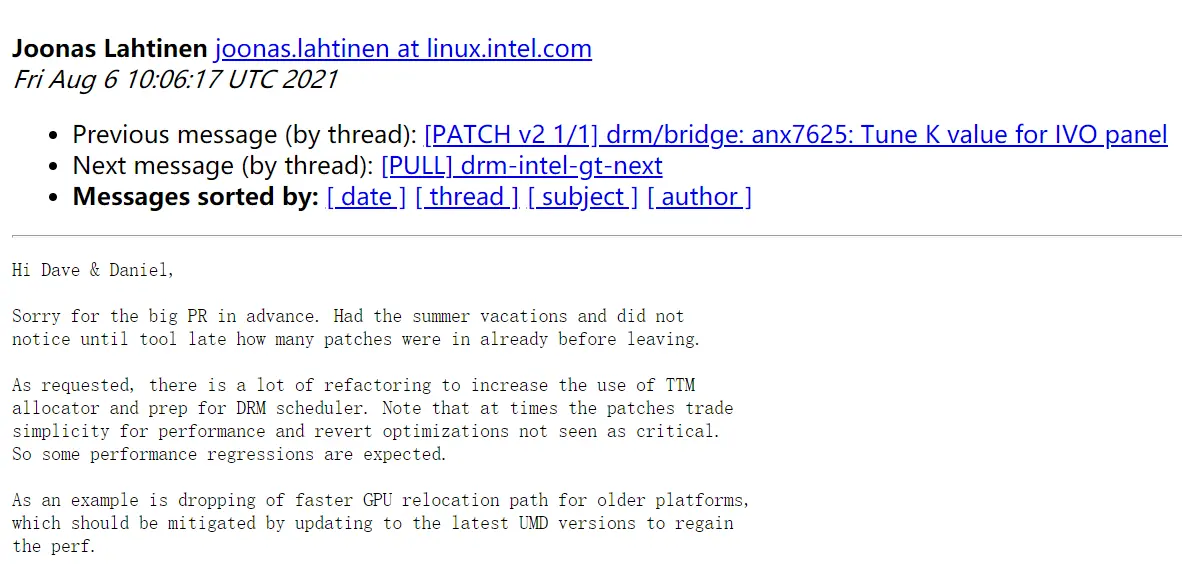 Joonas Lahtinen joonas.lahtinen at linux.intel.com
Fri Aug 6 10:06:17 UTC 2021
• Previous message (by thread): [PATCH v2 1/1] drm/bridge: anx7625: Tune K value for IVO panel
• Next message (by thread): [PULL] drm-intel-gt-next
• Messages sorted by: [ date ] [ thread ] [ subject ] [ author ]
Hi Dave & Daniel,
Sorry for the big PR in advance. Had the summer vacations and did not
notice until tool late how many patches were in already before leaving.
As requested, there is a lot of refactoring to increase the use of TTM
allocator and prep for DRM scheduler. Note that at times the patches trade
simplicity for performance and revert optimizations not seen as critical.
So some performance regressions are expected.
As an example is dropping of faster GPU relocation path for older platforms,
which should be mitigated by updating to the latest UMD versions to regain
the perf.